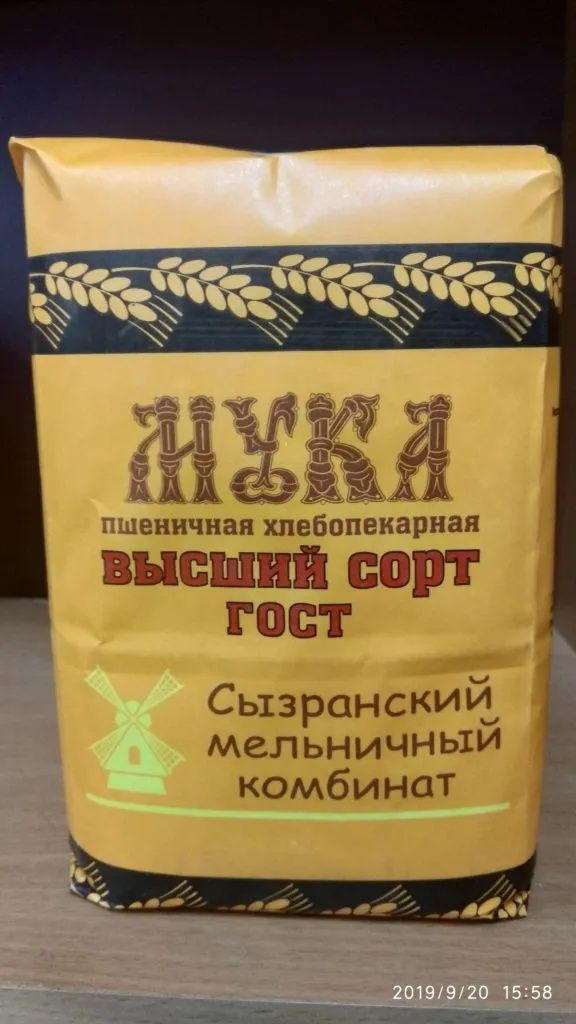 МУКА
пшеничная хлебопекарная
ВЫСШИЙ СОРТ
ГОСТ
Сызранский
мельничный
комбинат
2019/9/20 15:58